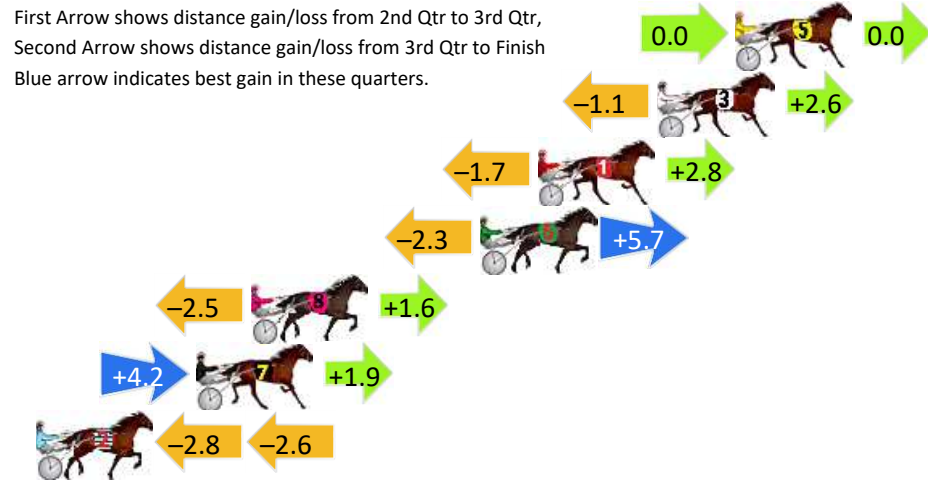 First Arrow shows distance gain/loss from 2nd Qtr to 3rd Qtr,
Second Arrow shows distance gain/loss from 3rd Qtr to Finish
Blue arrow indicates best gain in these quarters.
0.0 5 0.0
–1.1 3 +2.6
–1.7 1 +2.8
–2.3 5 +5.7
–2.5 8 +1.6
+4.2 7 +1.9
2 –2.8 –2.6